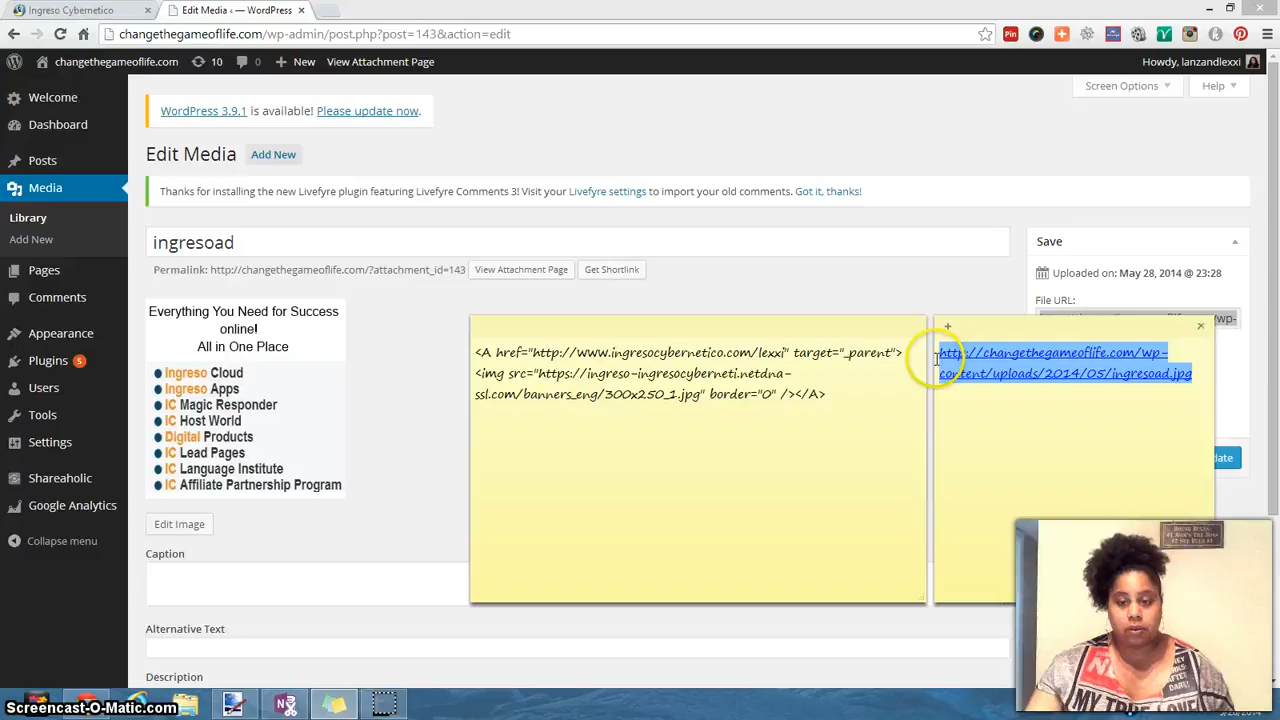 Ingreso Cybernetico
Edit Media ‹ — WordPress
changethegameoflife.com/wp-admin/post.php?post=143&action=edit
Pin
changethegameoflife.com 10 0 New View Attachment Page Howdy, lanzandlexxi
Welcome
Dashboard
Posts
Media
Library
Add New
Pages
Comments
Appearance
Plugins 5
Users
Tools
Settings
Shareaholic
Google Analytics
Collapse menu
Screen Options Help
WordPress 3.9.1 is available! Please update now.
Edit Media Add New
Thanks for installing the new Livefyre plugin featuring Livefyre Comments 3! Visit your Livefyre settings to import your old comments. Got it, thanks!
ingresoad
Permalink: http://changethegameoflife.com/?attachment_id=143 View Attachment Page Get Shortlink
Everything You Need for Success
online!
All in One Place
Ingreso Cloud
Ingreso Apps
IC Magic Responder
IC Host World
Digital Products
IC Lead Pages
IC Language Institute
IC Affiliate Partnership Program
Edit Image
Caption
Alternative Text
Description
Save
Uploaded on: May 28, 2014 @ 23:28
File URL:
<A href="http://www.ingresocybernetico.com/lexxi" target="_parent">
<img src="https://ingreso-ingresocyberneti.netdna-
ssl.com/banners_eng/300x250_1.jpg" border="0" /></A>
http://changethegameoflife.com/wp-
content/uploads/2014/05/ingresoad.jpg
Screencast-O-Matic.com